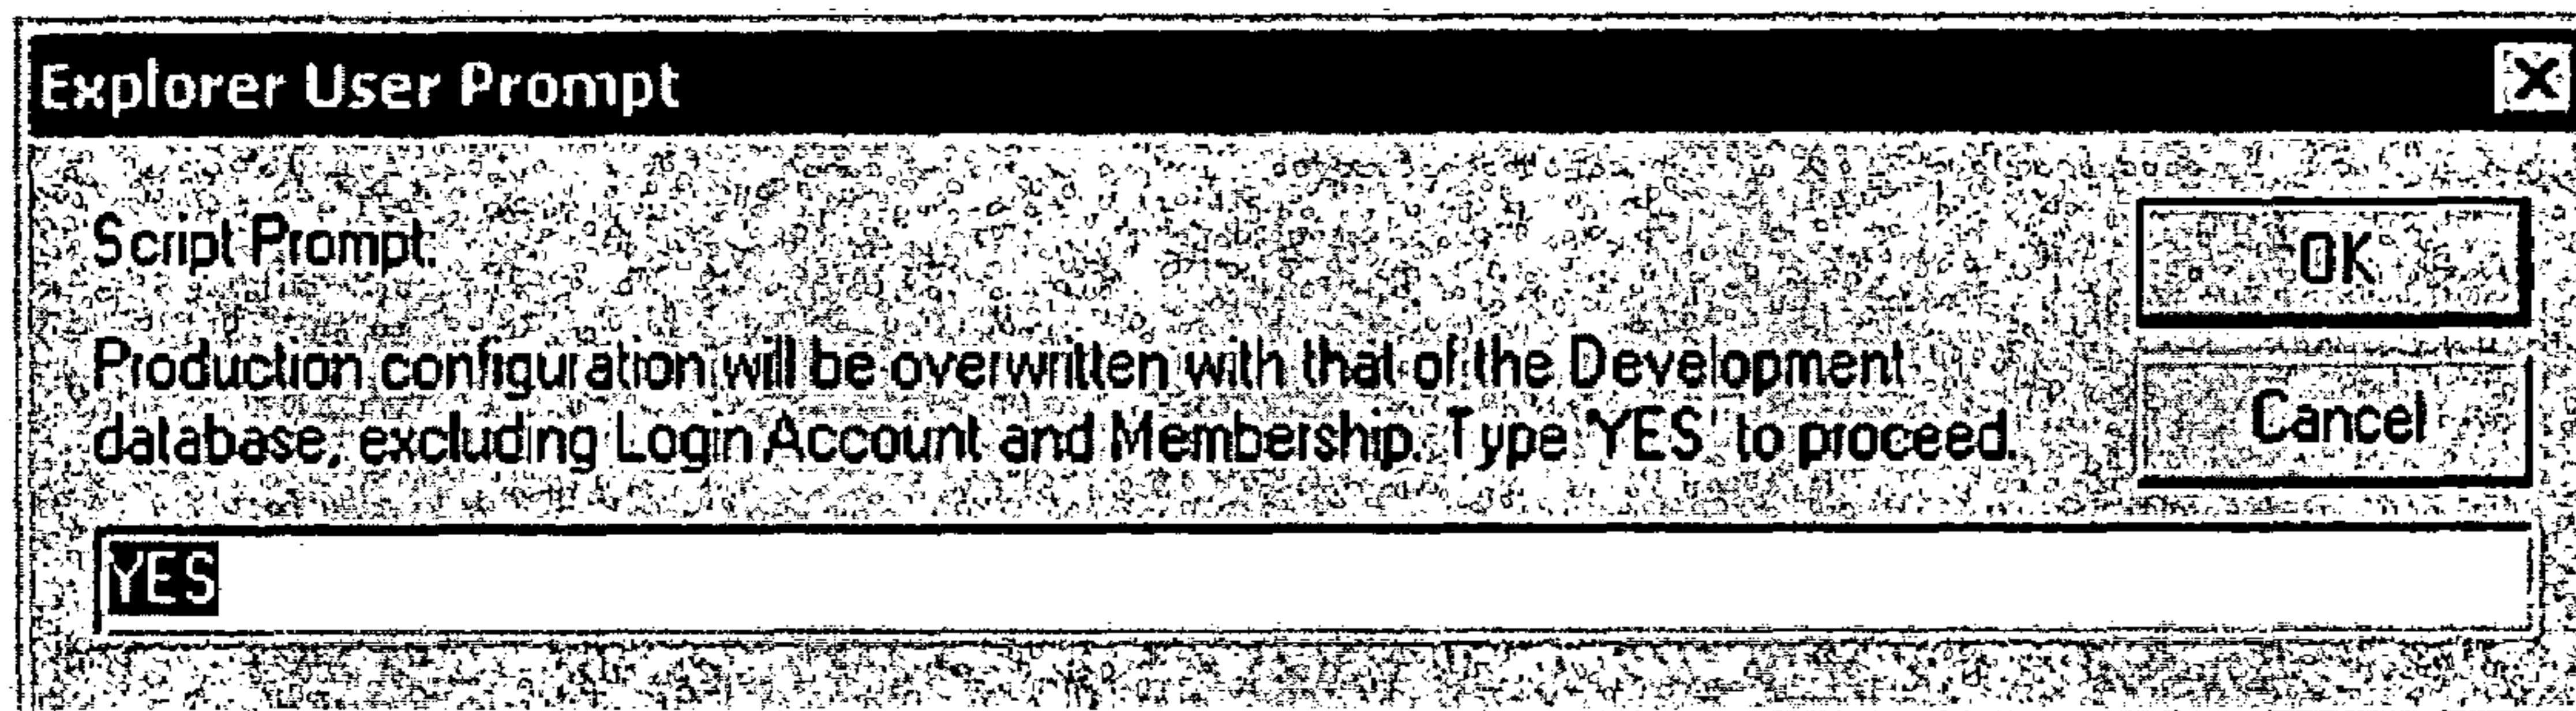 Explorer User Prompt
Script Prompt:
OK
Production configuration will be overwritten with that of the Development
database, excluding Login Account and Membership. Type 'YES' to proceed.
Cancel
YES